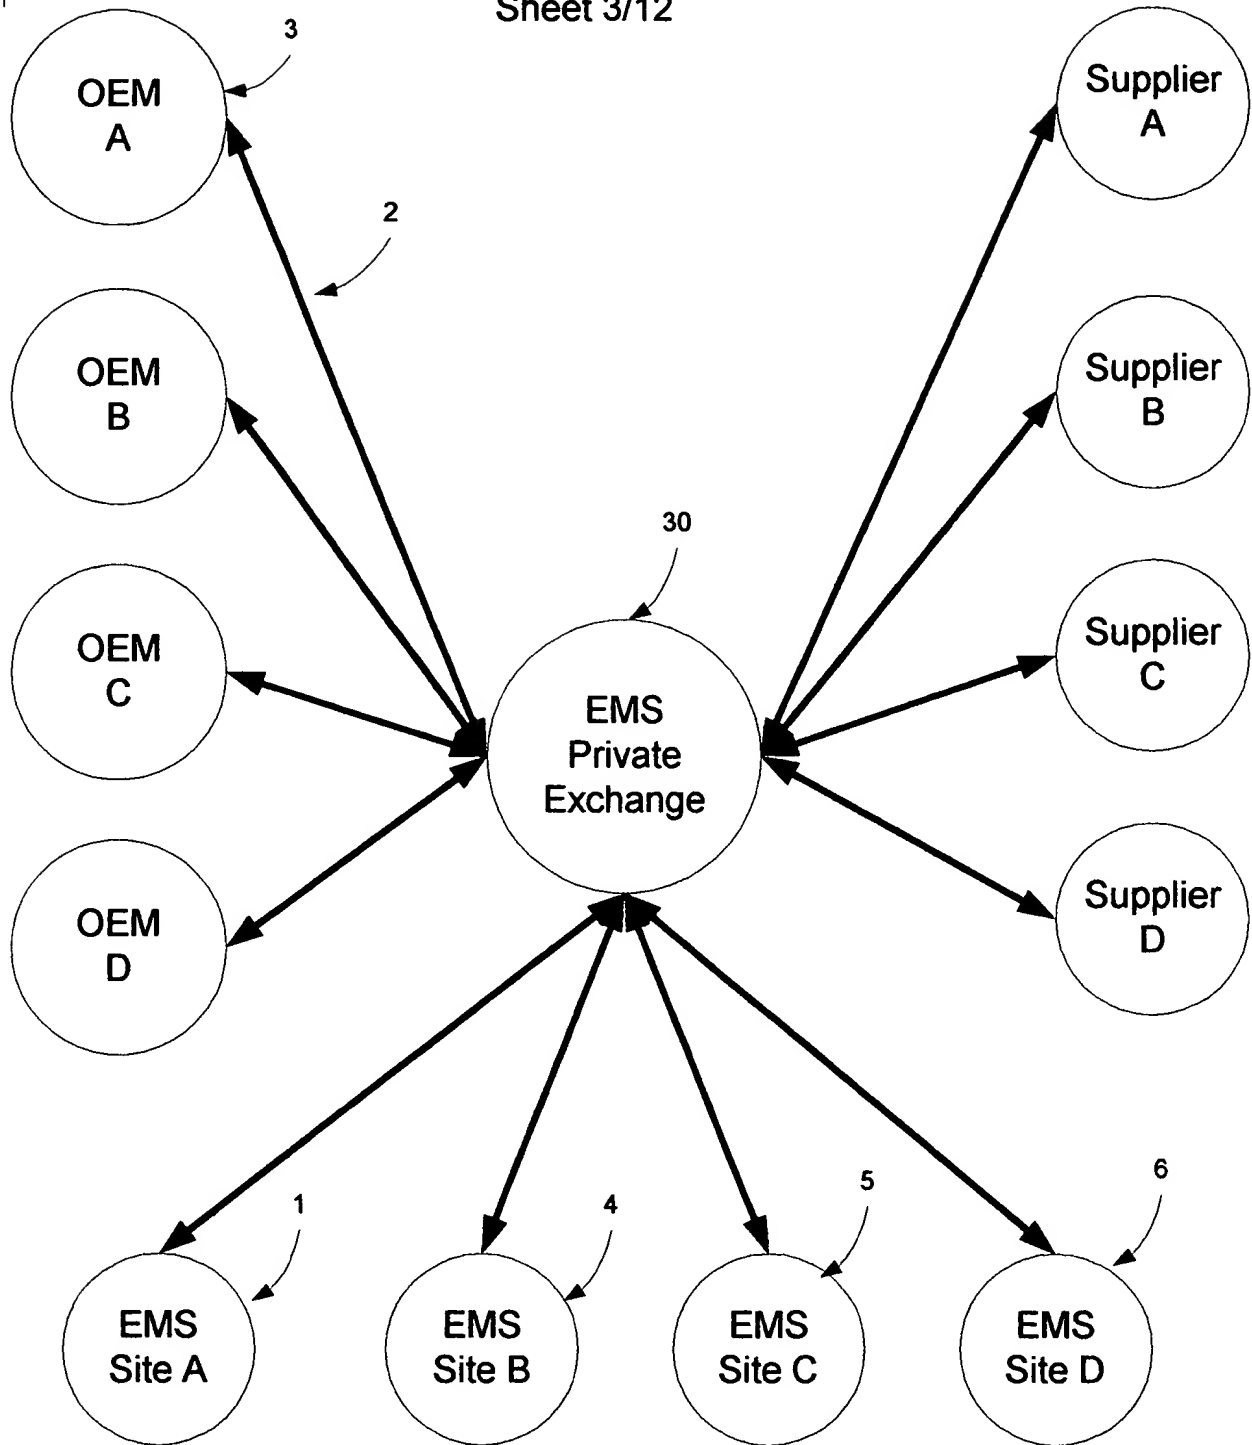 Sheet 3/12
3
OEM
A
Supplier
A
2
OEM
B
Supplier
B
30
OEM
C
Supplier
C
EMS
Private
Exchange
OEM
D
Supplier
D
1
4
5
6
EMS
Site A
EMS
Site B
EMS
Site C
EMS
Site D